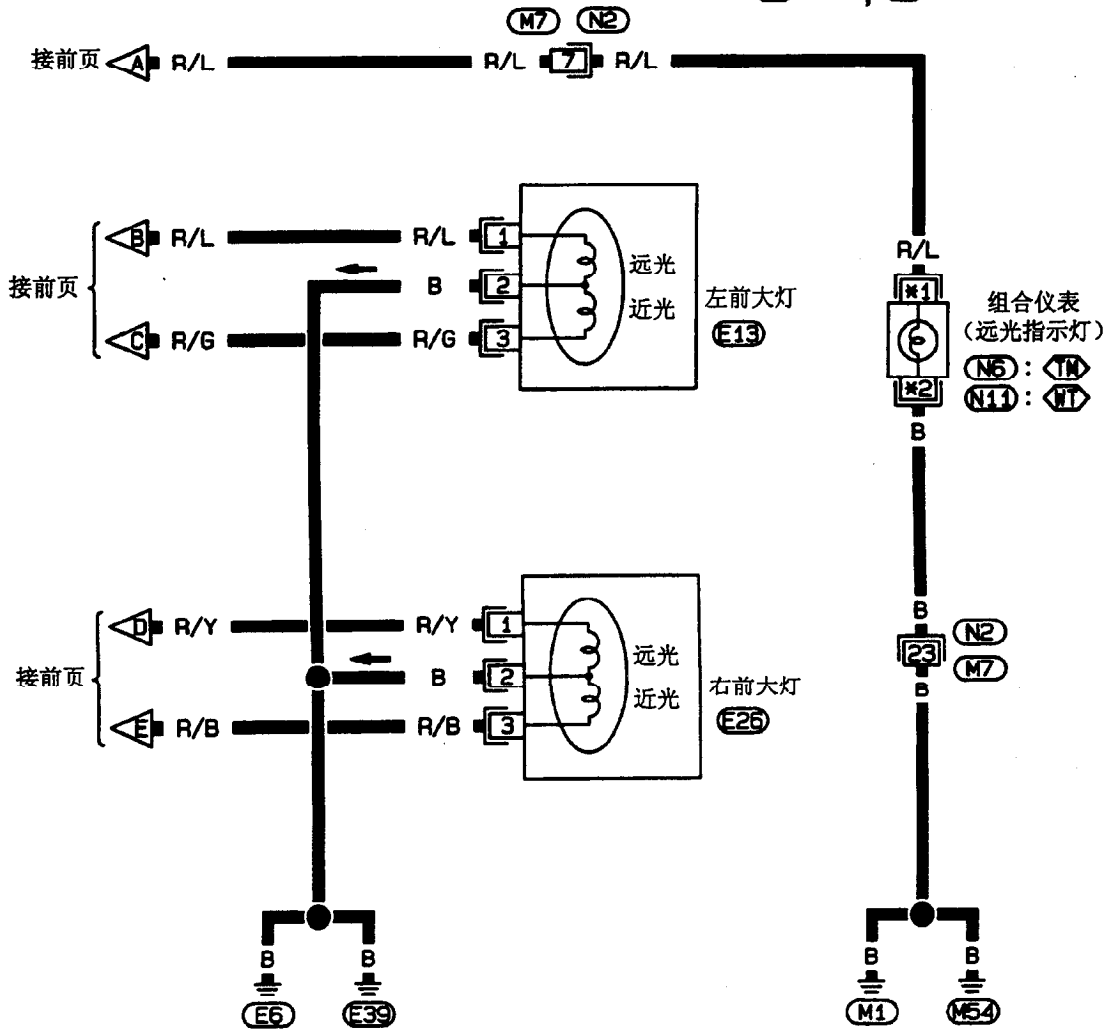 M7 N2
接前页 A R/L R/L 7 R/L
接前页
B R/L R/L 1
B 2
C R/G R/G 3
远光
近光
左前大灯
E13
R/L
*1
*2
组合仪表
(远光指示灯)
N6 : TM
N11 : WT
B
接前页
D R/Y R/Y 1
B 2
E R/B R/B 3
远光
近光
右前大灯
E26
B
23
N2
M7
B
B B
E6 E39
B B
M1 M54